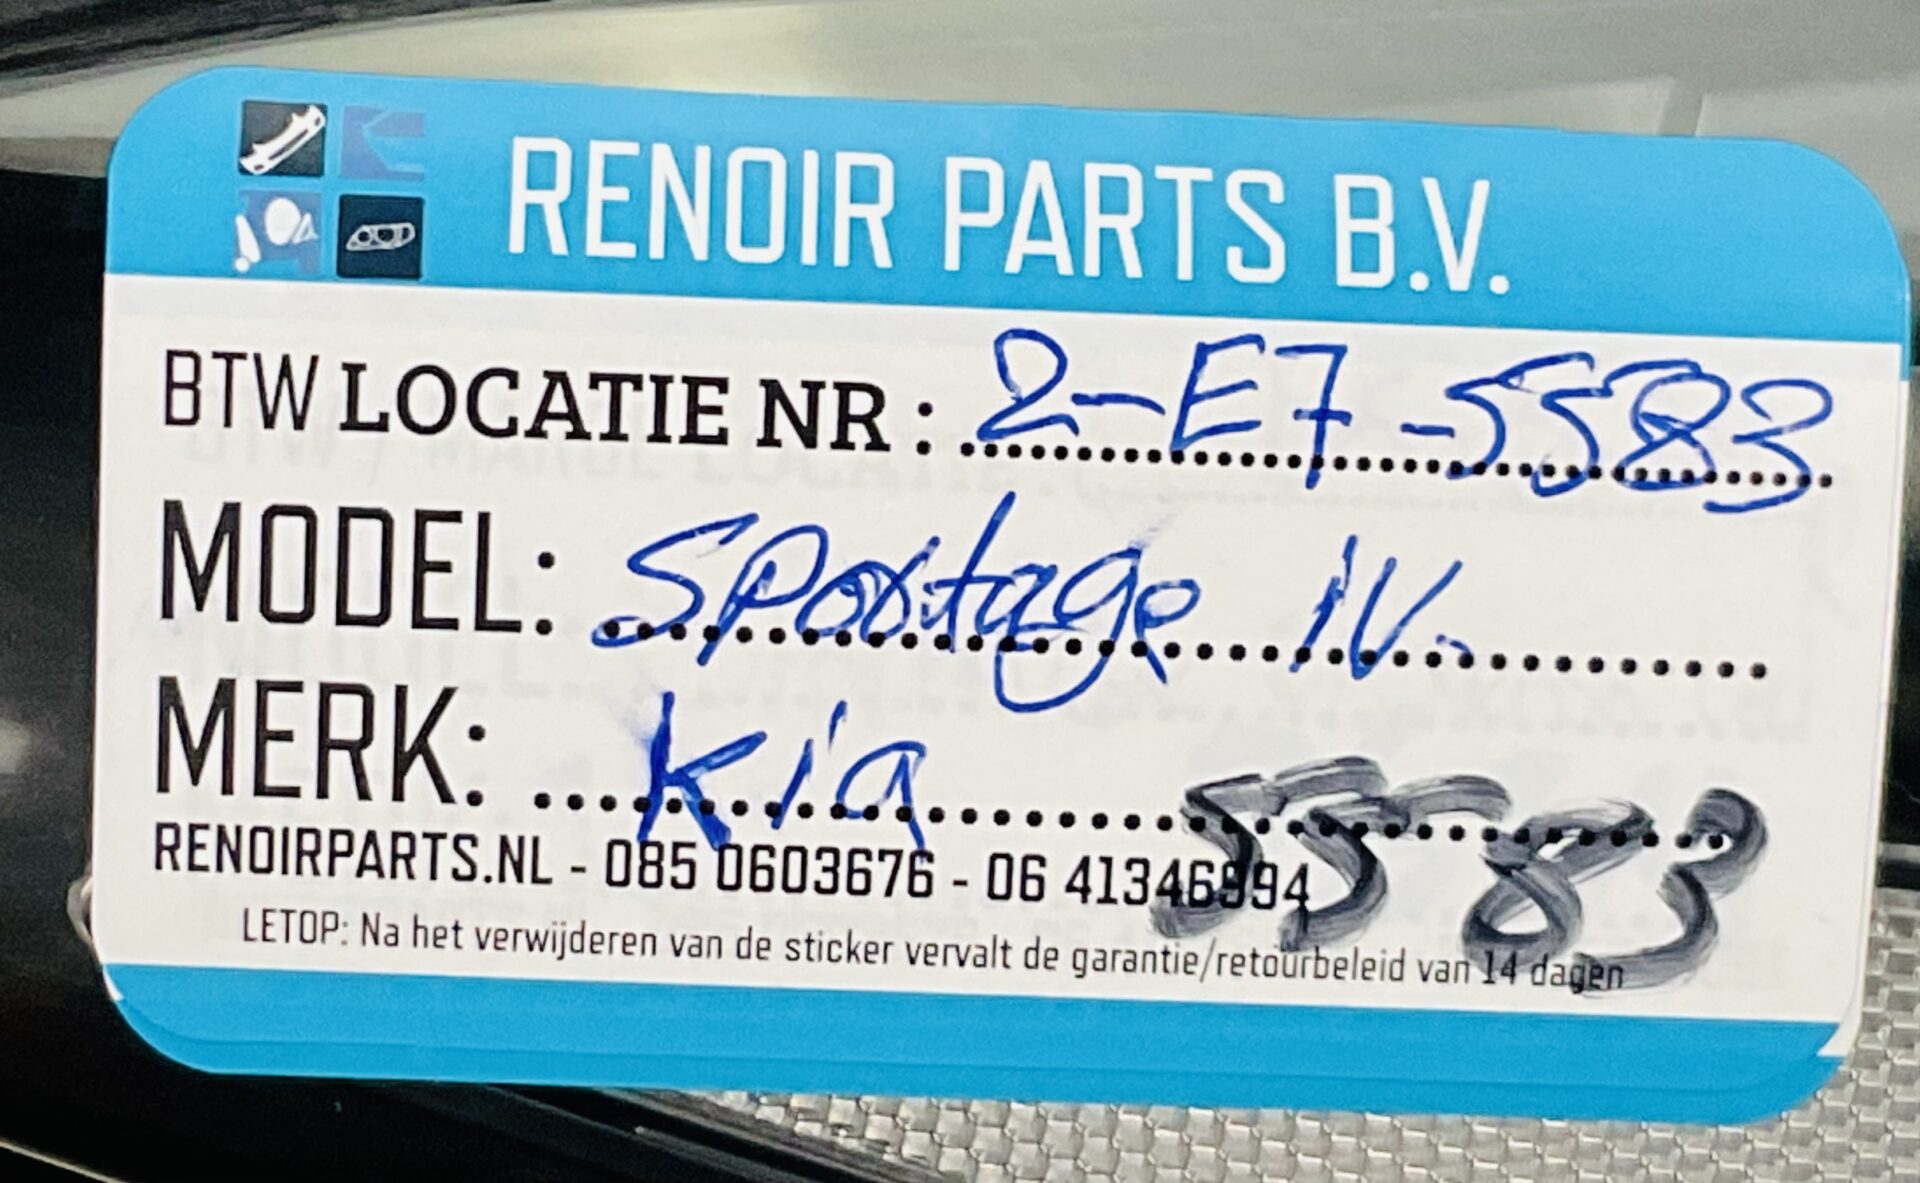 RENOIR PARTS B.V.
BTW LOCATIE NR : 2-E7-5583
MODEL: Sportage IV.
MERK: Kia
5583
RENOIRPARTS.NL - 085 0603676 - 06 41346994
LETOP: Na het verwijderen van de sticker vervalt de garantie/retourbeleid van 14 dagen